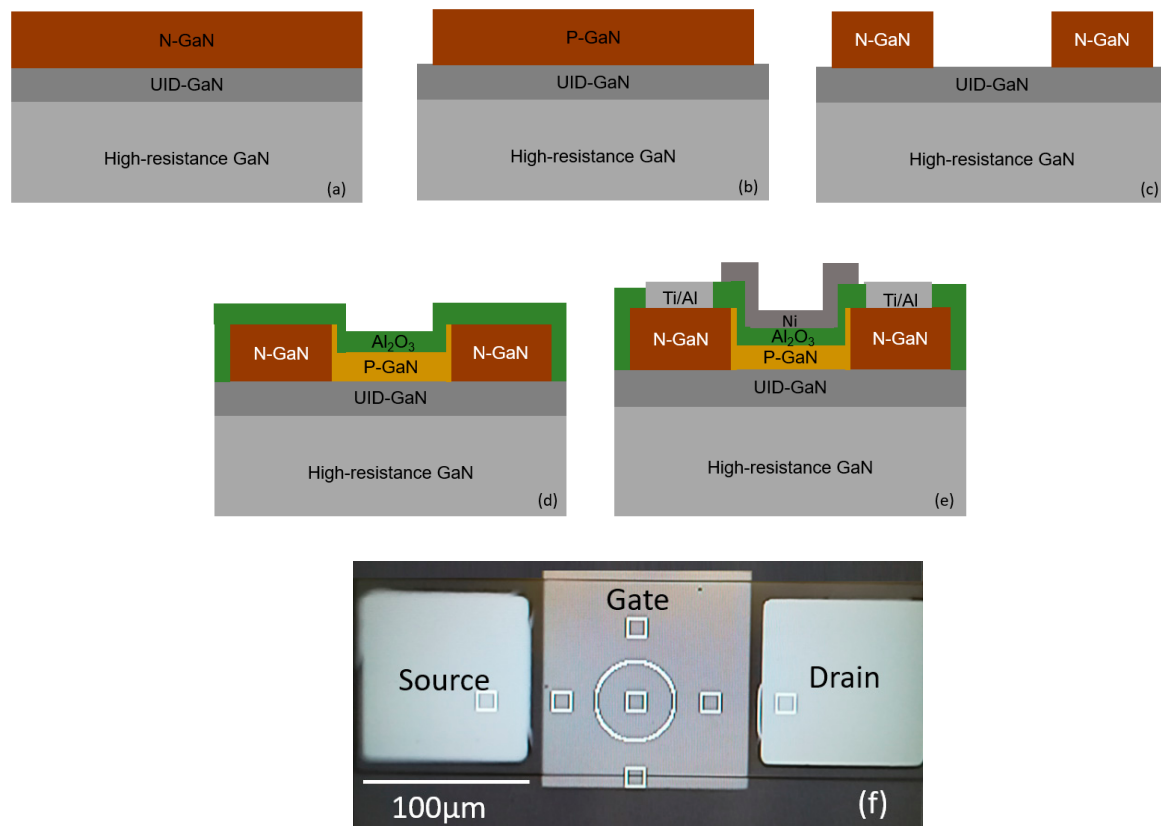 N-GaN
UID-GaN
High-resistance GaN
(a)
P-GaN
UID-GaN
High-resistance GaN
(b)
N-GaN N-GaN
UID-GaN
High-resistance GaN
(c)
Al₂O₃
N-GaN N-GaN
P-GaN
UID-GaN
High-resistance GaN
(d)
Ti/Al Ti/Al
Ni
Al₂O₃
N-GaN N-GaN
P-GaN
UID-GaN
High-resistance GaN
(e)
Gate
Source Drain
100μm
(f)